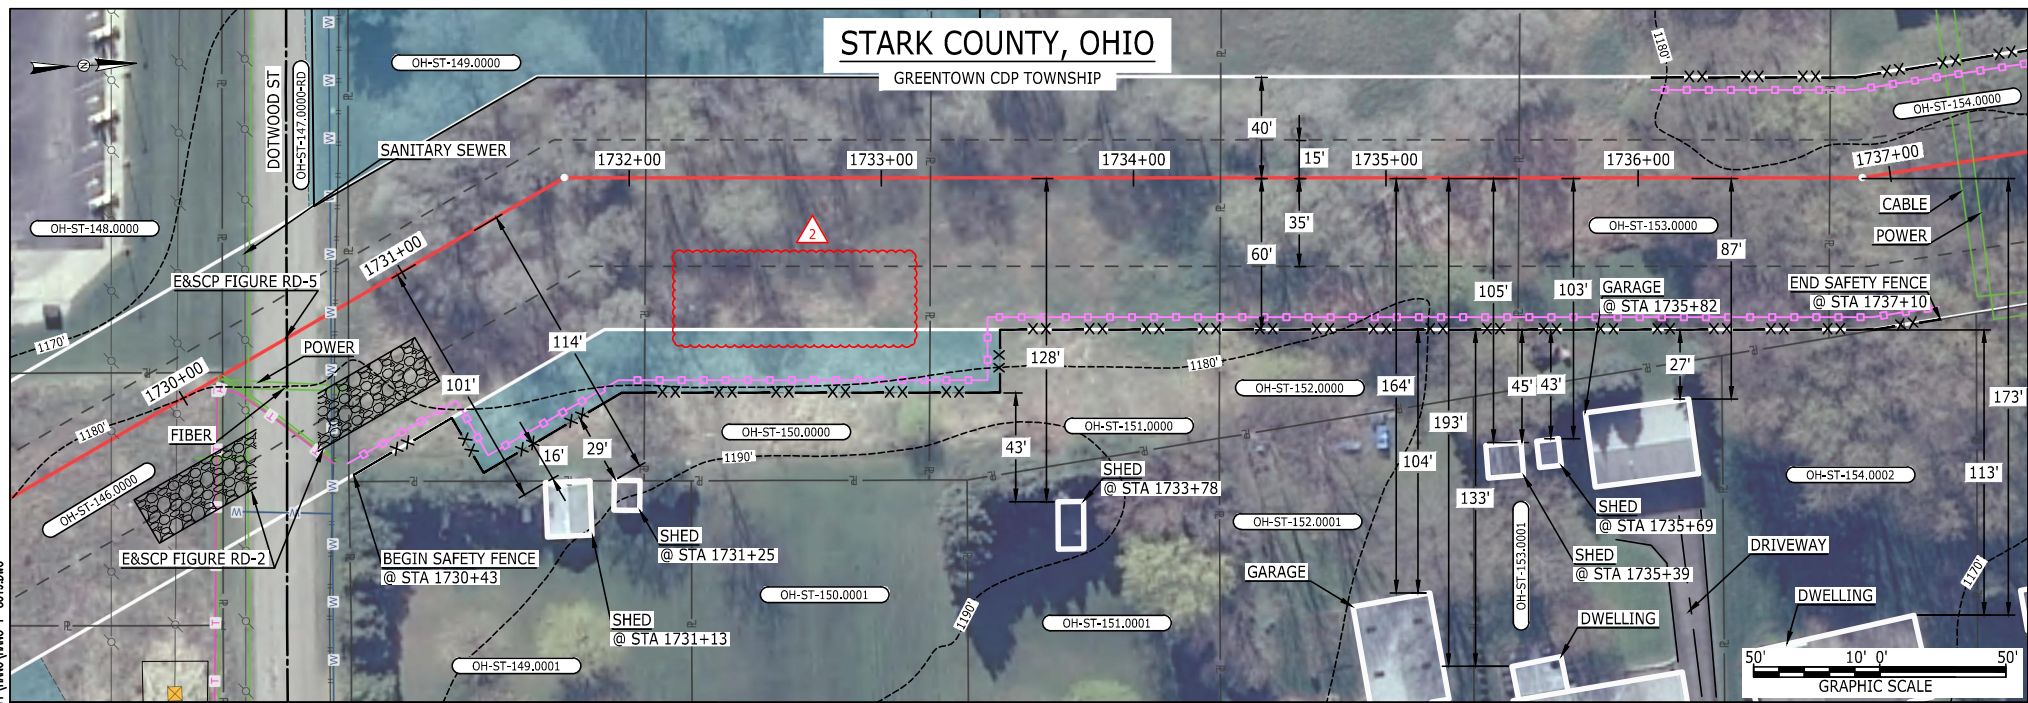 STARK COUNTY, OHIO
GREENTOWN CDP TOWNSHIP
N
DOTWOOD ST
OH-ST-147.0000-RD
OH-ST-149.0000
SANITARY SEWER
OH-ST-148.0000
E&SCP FIGURE RD-5
1170'
POWER
1730+00
1731+00
1732+00
1733+00
1734+00
1735+00
1736+00
1737+00
1180'
OH-ST-154.0000
CABLE
POWER
40'
15'
35'
60'
2
OH-ST-153.0000
87'
105'
103'
GARAGE
@ STA 1735+82
END SAFETY FENCE
@ STA 1737+10
114'
101'
128'
1180'
OH-ST-152.0000
164'
45'
43'
27'
173'
1180'
FIBER
OH-ST-146.0000
16'
29'
OH-ST-150.0000
1190'
43'
OH-ST-151.0000
193'
104'
133'
SHED
@ STA 1733+78
OH-ST-154.0002
113'
E&SCP FIGURE RD-2
BEGIN SAFETY FENCE
@ STA 1730+43
SHED
@ STA 1731+25
OH-ST-152.0001
OH-ST-153.0001
SHED
@ STA 1735+69
SHED
@ STA 1735+39
DRIVEWAY
1170'
SHED
@ STA 1731+13
OH-ST-150.0001
1190'
OH-ST-151.0001
GARAGE
DWELLING
DWELLING
OH-ST-149.0001
50'
10'
0'
50'
GRAPHIC SCALE